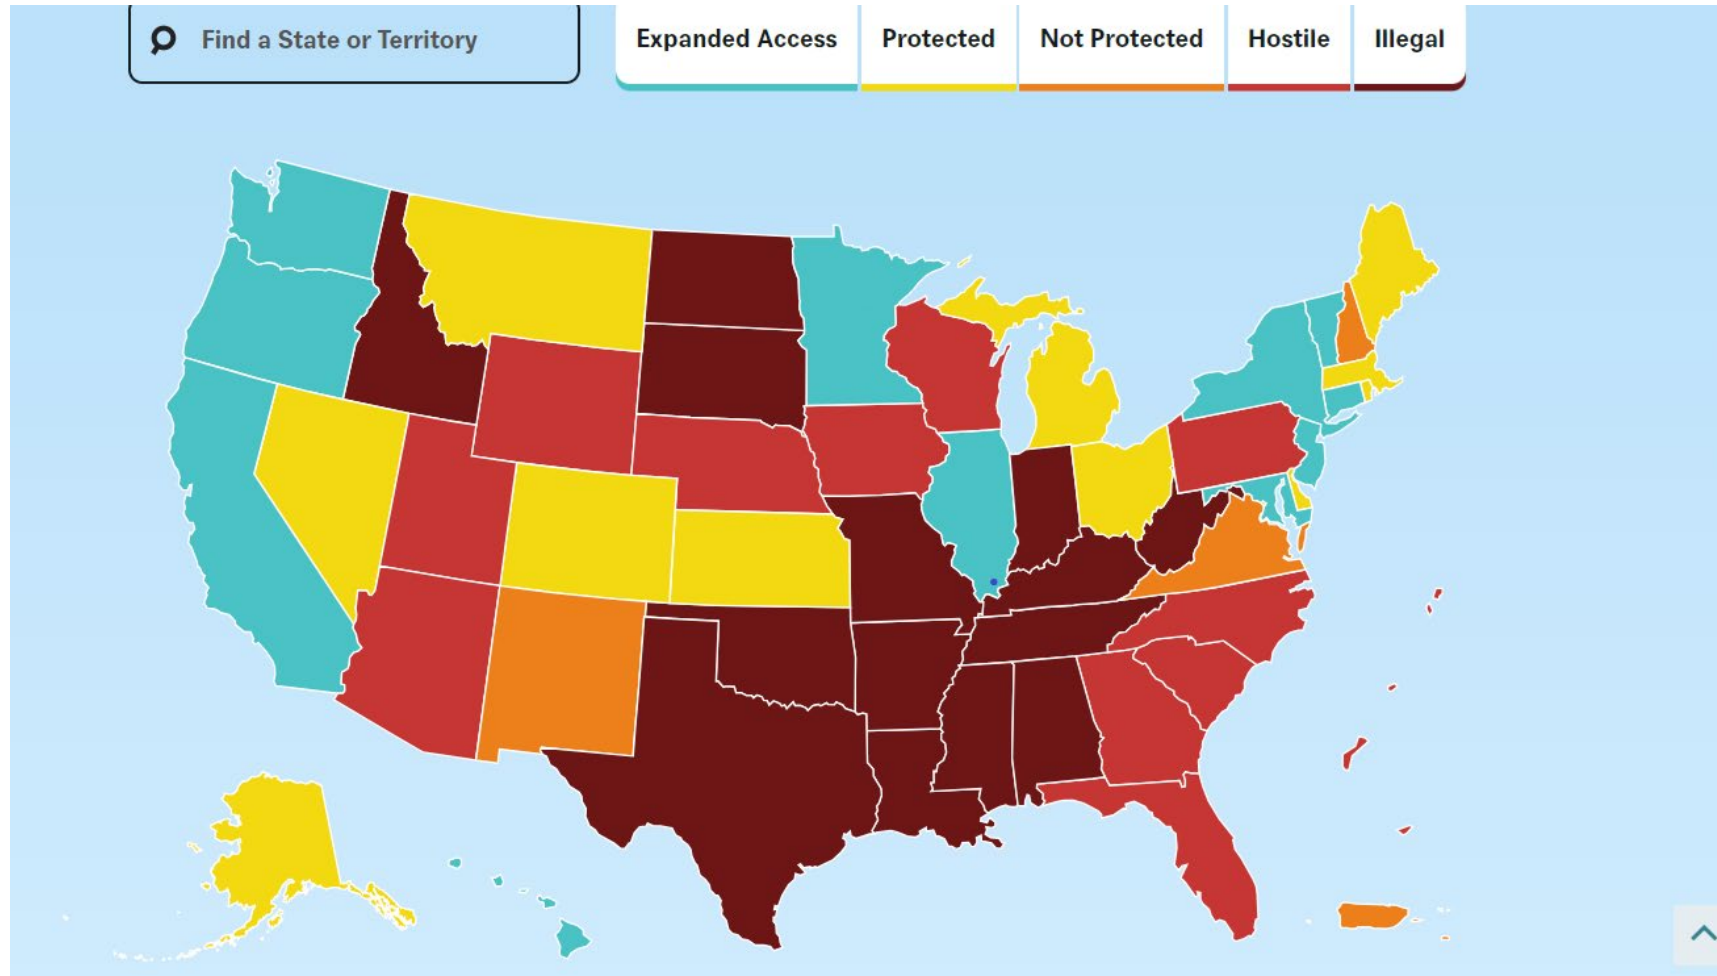 Find a State or Territory
Expanded Access
Protected
Not Protected
Hostile
Illegal